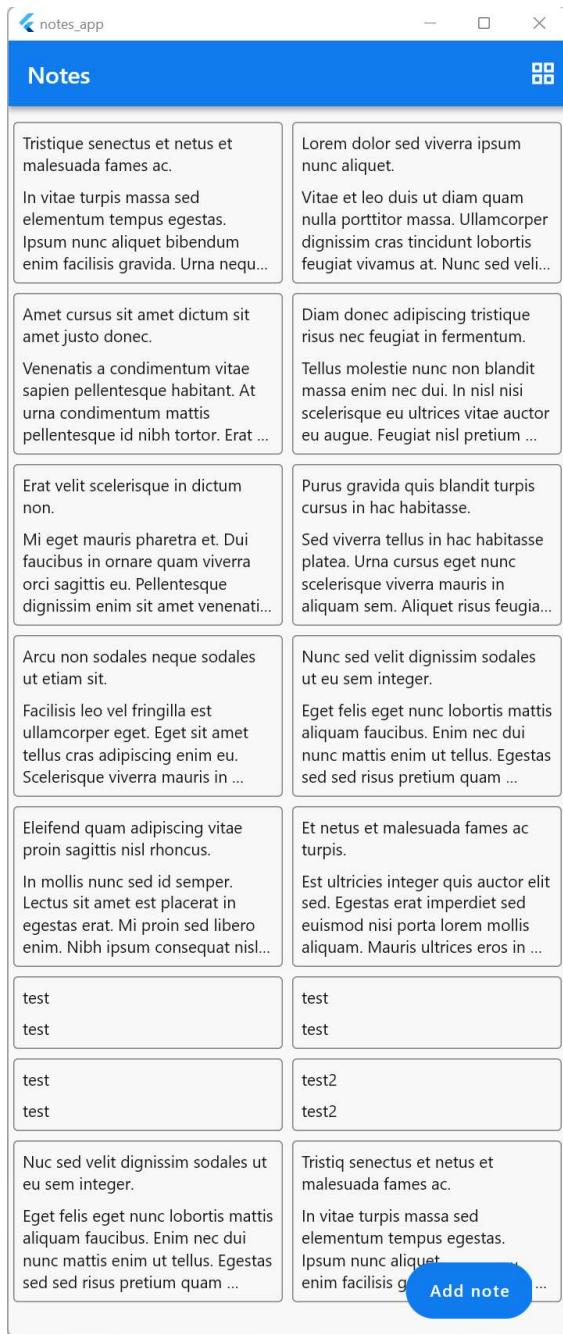 notes_app
Notes
Tristique senectus et netus et
malesuada fames ac.
In vitae turpis massa sed
elementum tempus egestas.
Ipsum nunc aliquet bibendum
enim facilisis gravida. Urna nequ...
Lorem dolor sed viverra ipsum
nunc aliquet.
Vitae et leo duis ut diam quam
nulla porttitor massa. Ullamcorper
dignissim cras tincidunt lobortis
feugiat vivamus at. Nunc sed veli...
Amet cursus sit amet dictum sit
amet justo donec.
Venenatis a condimentum vitae
sapien pellentesque habitant. At
urna condimentum mattis
pellentesque id nibh tortor. Erat ...
Diam donec adipiscing tristique
risus nec feugiat in fermentum.
Tellus molestie nunc non blandit
massa enim nec dui. In nisl nisi
scelerisque eu ultrices vitae auctor
eu augue. Feugiat nisl pretium ...
Erat velit scelerisque in dictum
non.
Mi eget mauris pharetra et. Dui
faucibus in ornare quam viverra
orci sagittis eu. Pellentesque
dignissim enim sit amet venenati...
Purus gravida quis blandit turpis
cursus in hac habitasse.
Sed viverra tellus in hac habitasse
platea. Urna cursus eget nunc
scelerisque viverra mauris in
aliquam sem. Aliquet risus feugia...
Arcu non sodales neque sodales
ut etiam sit.
Facilisis leo vel fringilla est
ullamcorper eget. Eget sit amet
tellus cras adipiscing enim eu.
Scelerisque viverra mauris in ...
Nunc sed velit dignissim sodales
ut eu sem integer.
Eget felis eget nunc lobortis mattis
aliquam faucibus. Enim nec dui
nunc mattis enim ut tellus. Egestas
sed sed risus pretium quam ...
Eleifend quam adipiscing vitae
proin sagittis nisl rhoncus.
In mollis nunc sed id semper.
Lectus sit amet est placerat in
egestas erat. Mi proin sed libero
enim. Nibh ipsum consequat nisl...
Et netus et malesuada fames ac
turpis.
Est ultricies integer quis auctor elit
sed. Egestas erat imperdiet sed
euismod nisi porta lorem mollis
aliquam. Mauris ultrices eros in ...
test
test
test
test
test
test
test2
test2
Nuc sed velit dignissim sodales ut
eu sem integer.
Eget felis eget nunc lobortis mattis
aliquam faucibus. Enim nec dui
nunc mattis enim ut tellus. Egestas
sed sed risus pretium quam ...
Tristiq senectus et netus et
malesuada fames ac.
In vitae turpis massa sed
elementum tempus egestas.
Ipsum nunc aliquet
enim facilisis g ...
Add note